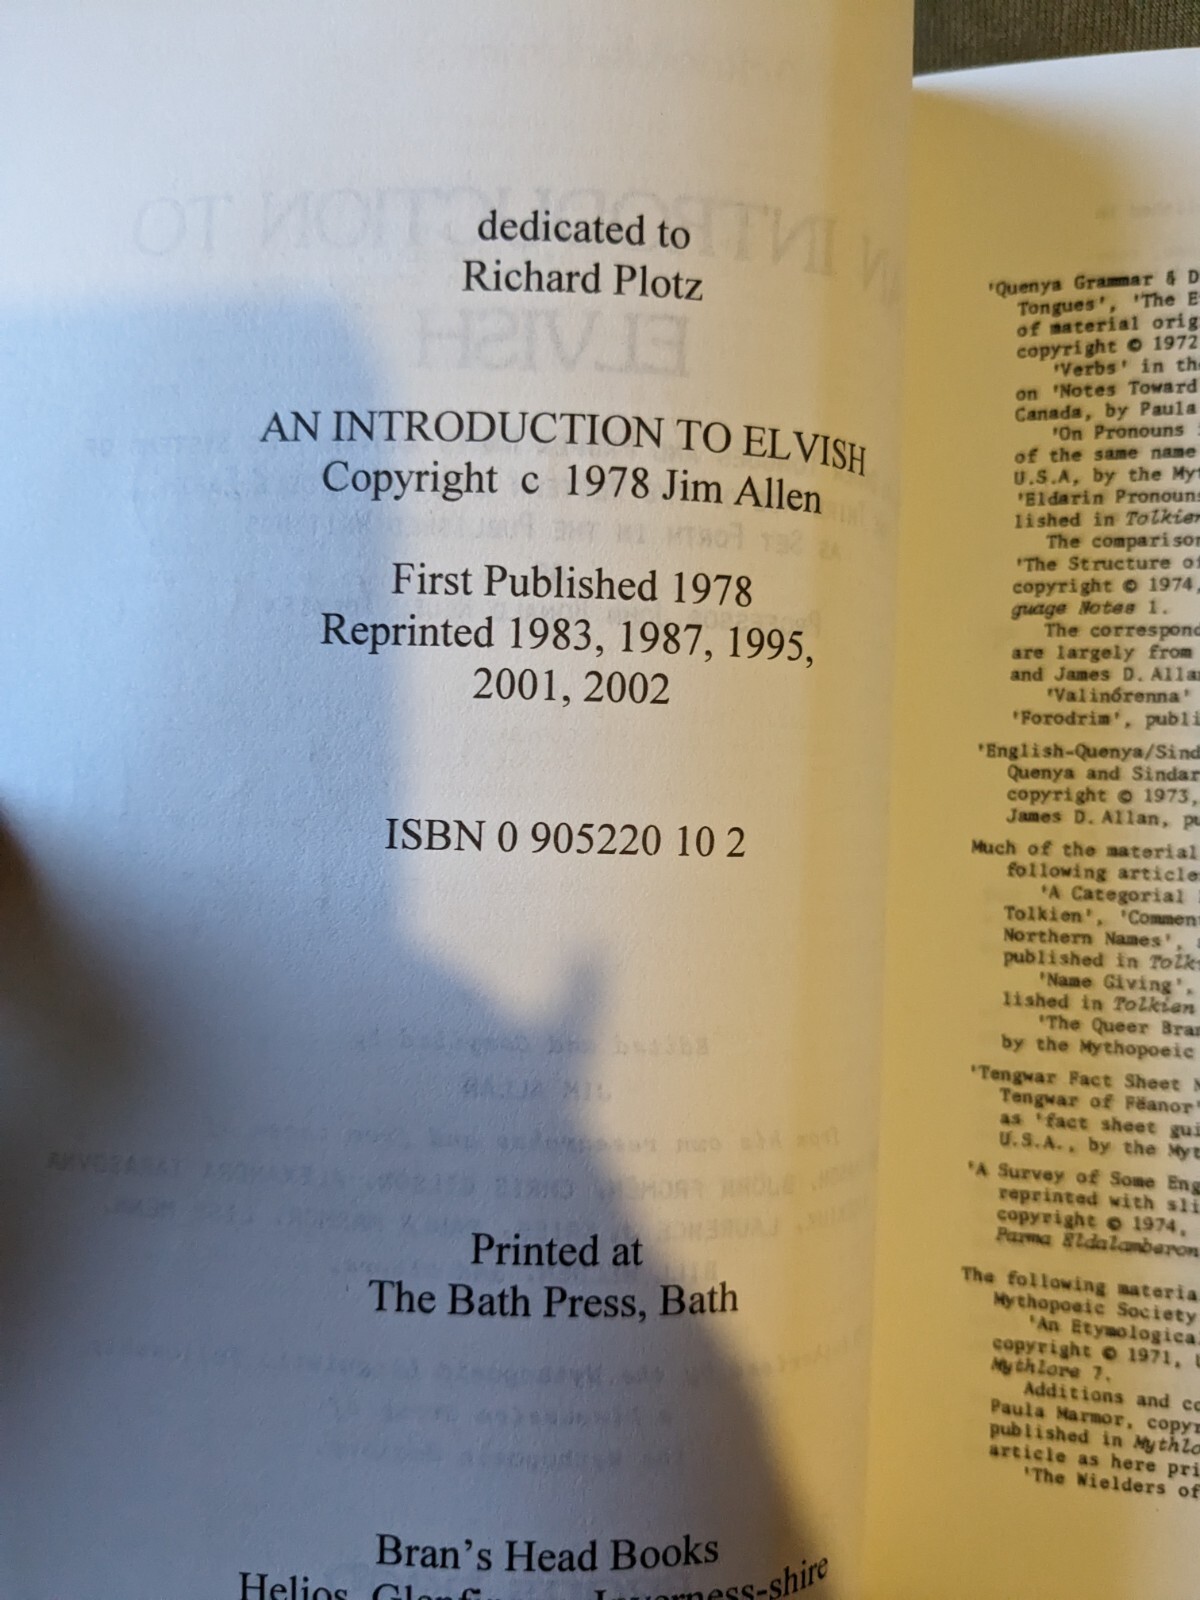 dedicated to
Richard Plotz
AN INTRODUCTION TO ELVISH
Copyright c 1978 Jim Allen
First Published 1978
Reprinted 1983, 1987, 1995,
2001, 2002
ISBN 0 905220 10 2
Printed at
The Bath Press, Bath
Bran's Head Books
Helios,
'Quenya Grammar & D
Tongues', 'The E
of material orig
copyright © 1972
'Verbs' in th
on 'Notes Toward
Canada, by Paula
'On Pronouns
of the same name
U.S.A, by the Myt
'Eldarin Pronouns
lished in Tolkien
The comparison
'The Structure of
copyright © 1974,
guage Notes 1.
The correspond
are largely from
and James D. Allan
'Valinórenna'
'Forodrim', publi
'English-Quenya/Sind
Quenya and Sindar
copyright © 1973,
James D. Allan, pu
Much of the material
following article
'A Categorial
Tolkien', 'Commen
Northern Names',
published in Tolk
'Name Giving',
lished in Tolkien
'The Queer Bran
by the Mythopoeic
'Tengwar Fact Sheet
Tengwar of Fëanor'
as 'fact sheet gui
U.S.A., by the Myt
'A Survey of Some Eng
reprinted with sli
copyright © 1974,
Parma Eldalamberon
The following materia
Mythopoeic Society
'An Etymologica
copyright © 1971, U
Mythlore 7.
Additions and co
Paula Marmor, copyr
published in Mythlo
article as here pri
'The Wielders of